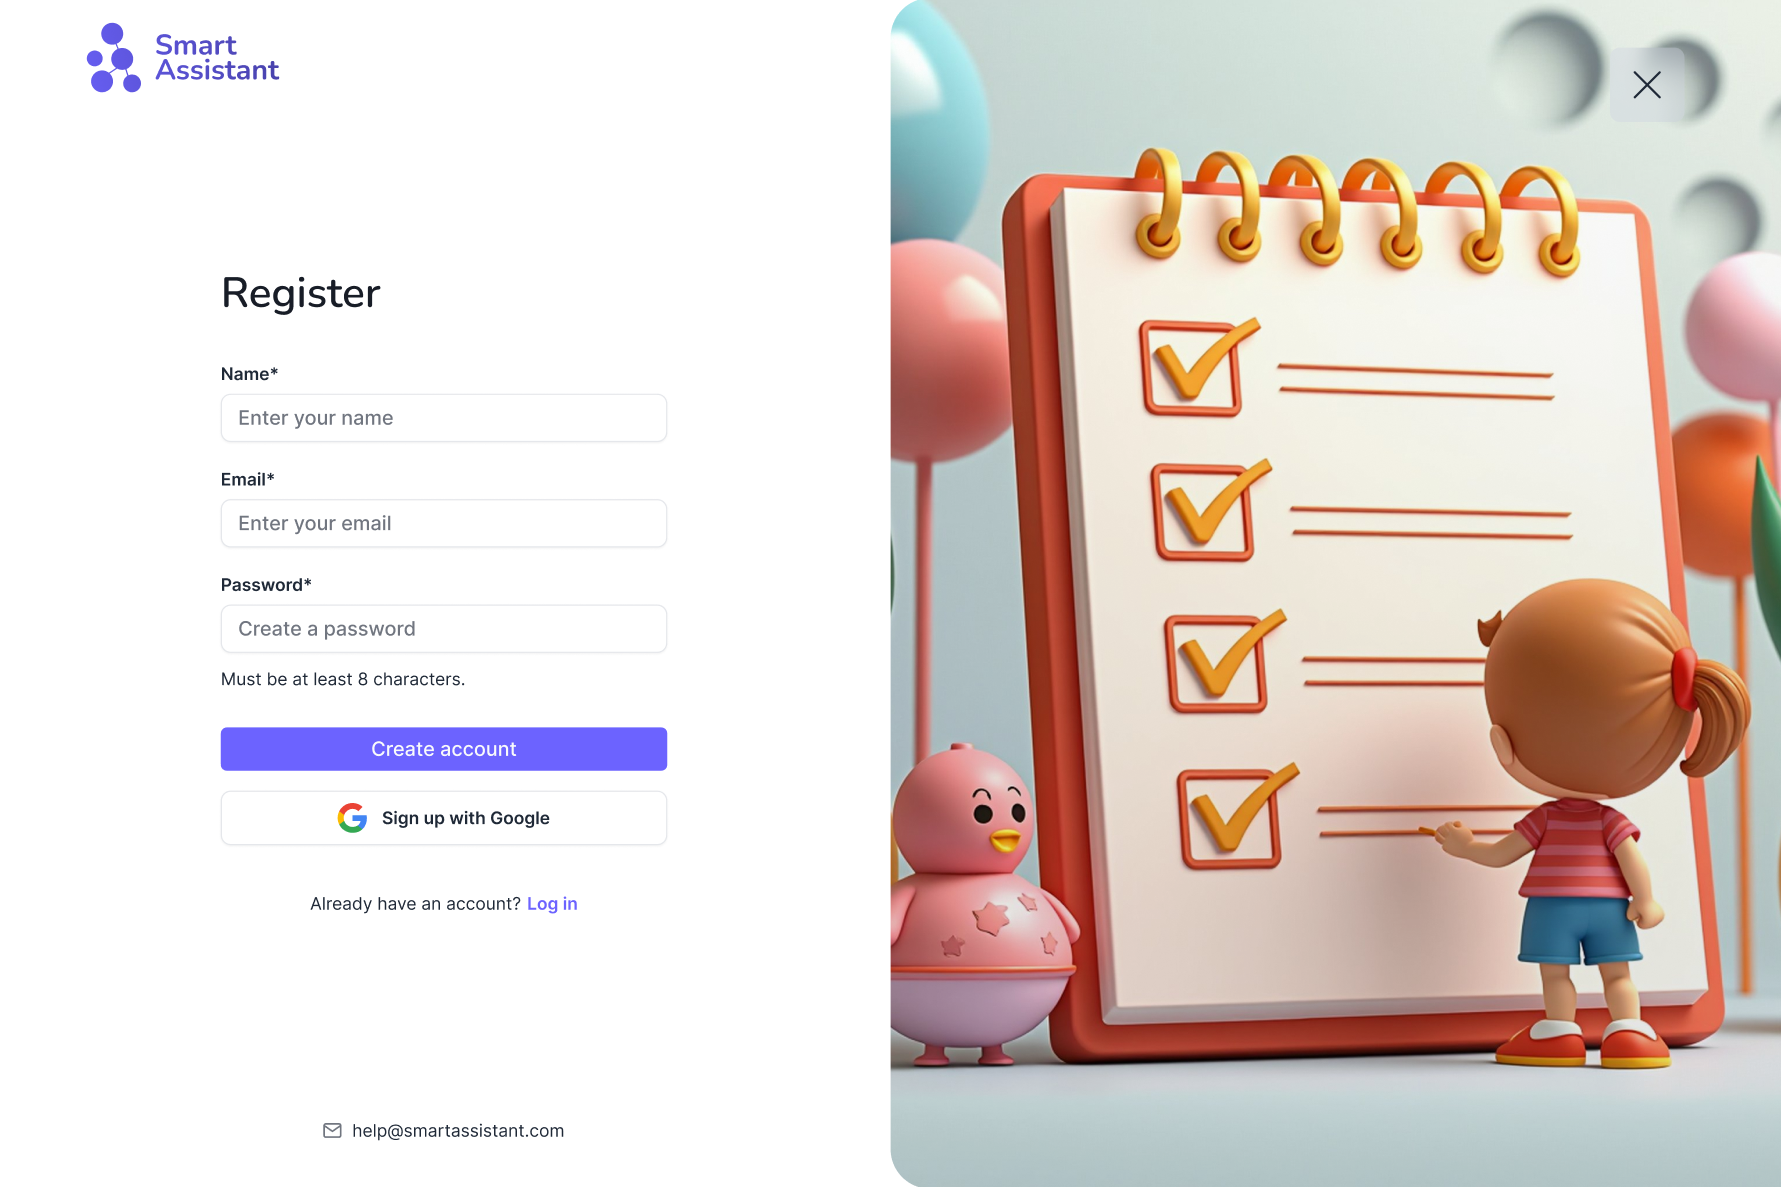 Smart
Assistant
Register
Name*
Enter your name
Email*
Enter your email
Password*
Create a password
Must be at least 8 characters.
Create account
Sign up with Google
Already have an account? Log in
help@smartassistant.com